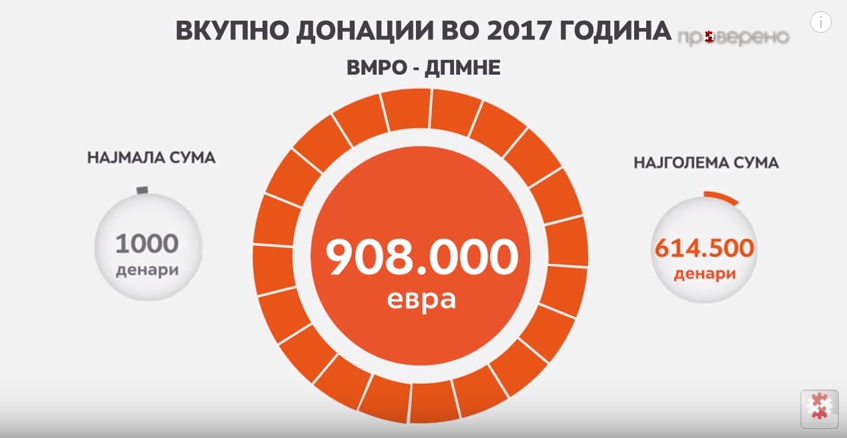 ВКУПНО ДОНАЦИИ ВО 2017 ГОДИНА
проверено
ВМРО - ДПМНЕ
НАЈМАЛА СУМА
1000
денари
908.000
евра
НАЈГОЛЕМА СУМА
614.500
денари